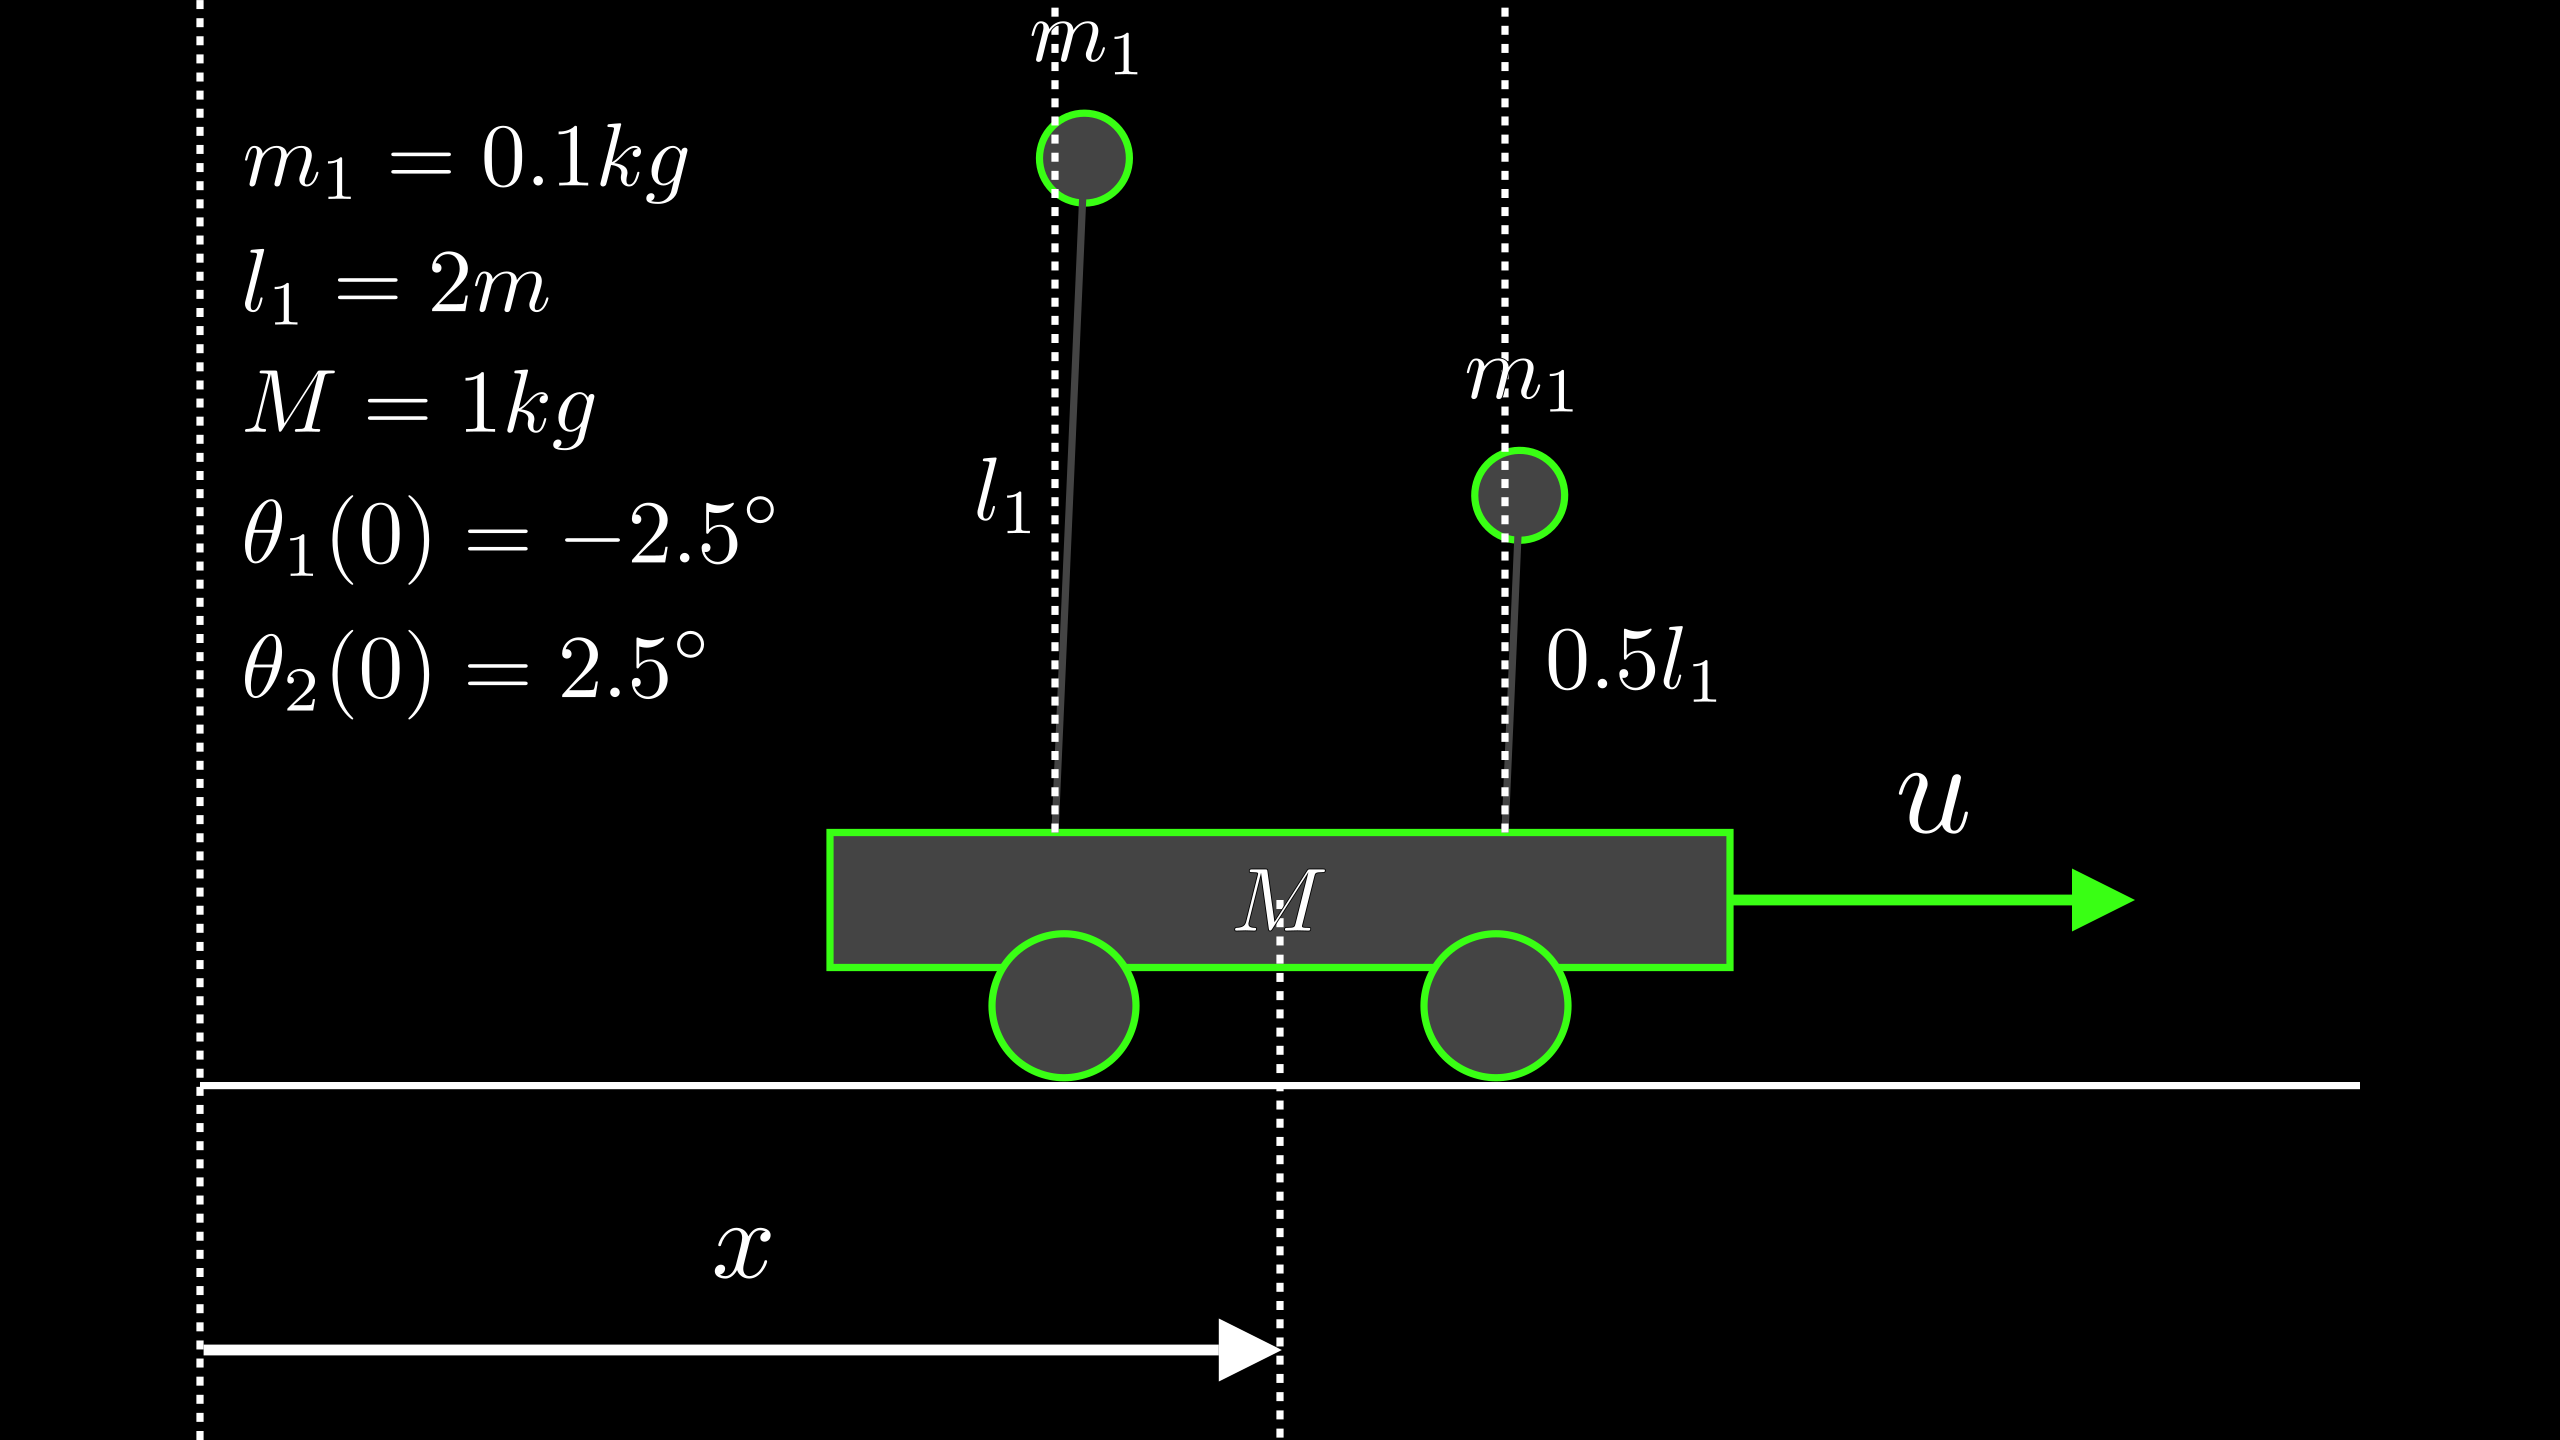 m₁
m₁ = 0.1kg
l₁ = 2m
M = 1kg
θ₁(0) = −2.5°
θ₂(0) = 2.5°
m₁
l₁
0.5l₁
u
M
x